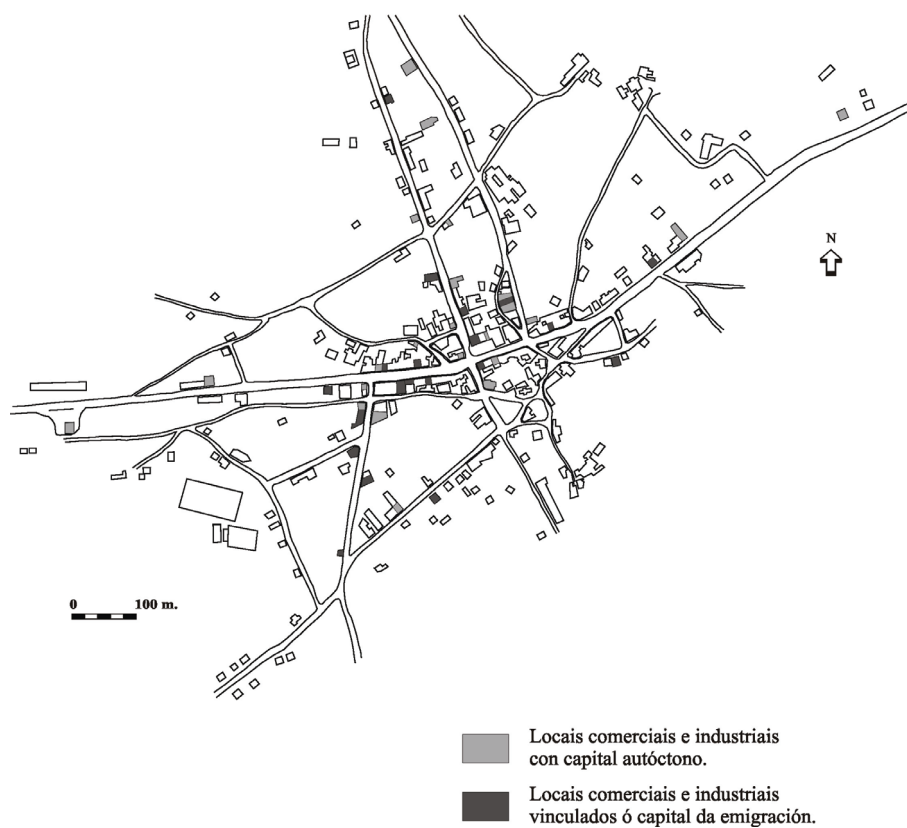 N
0 100 m.
Locais comerciais e industriais
con capital autóctono.
Locais comerciais e industriais
vinculados ó capital da emigración.